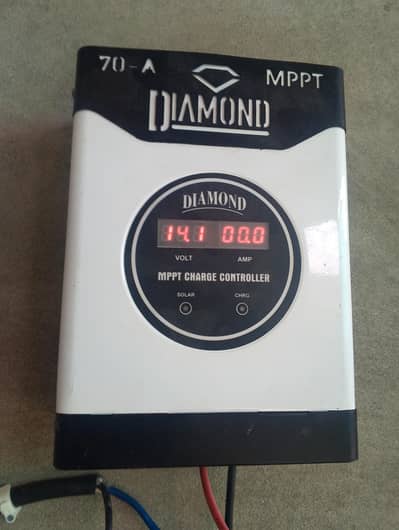 70-A MPPT
DIAMOND
DIAMOND
14.1 00.0
VOLT AMP
MPPT CHARGE CONTROLLER
SOLAR CHRG